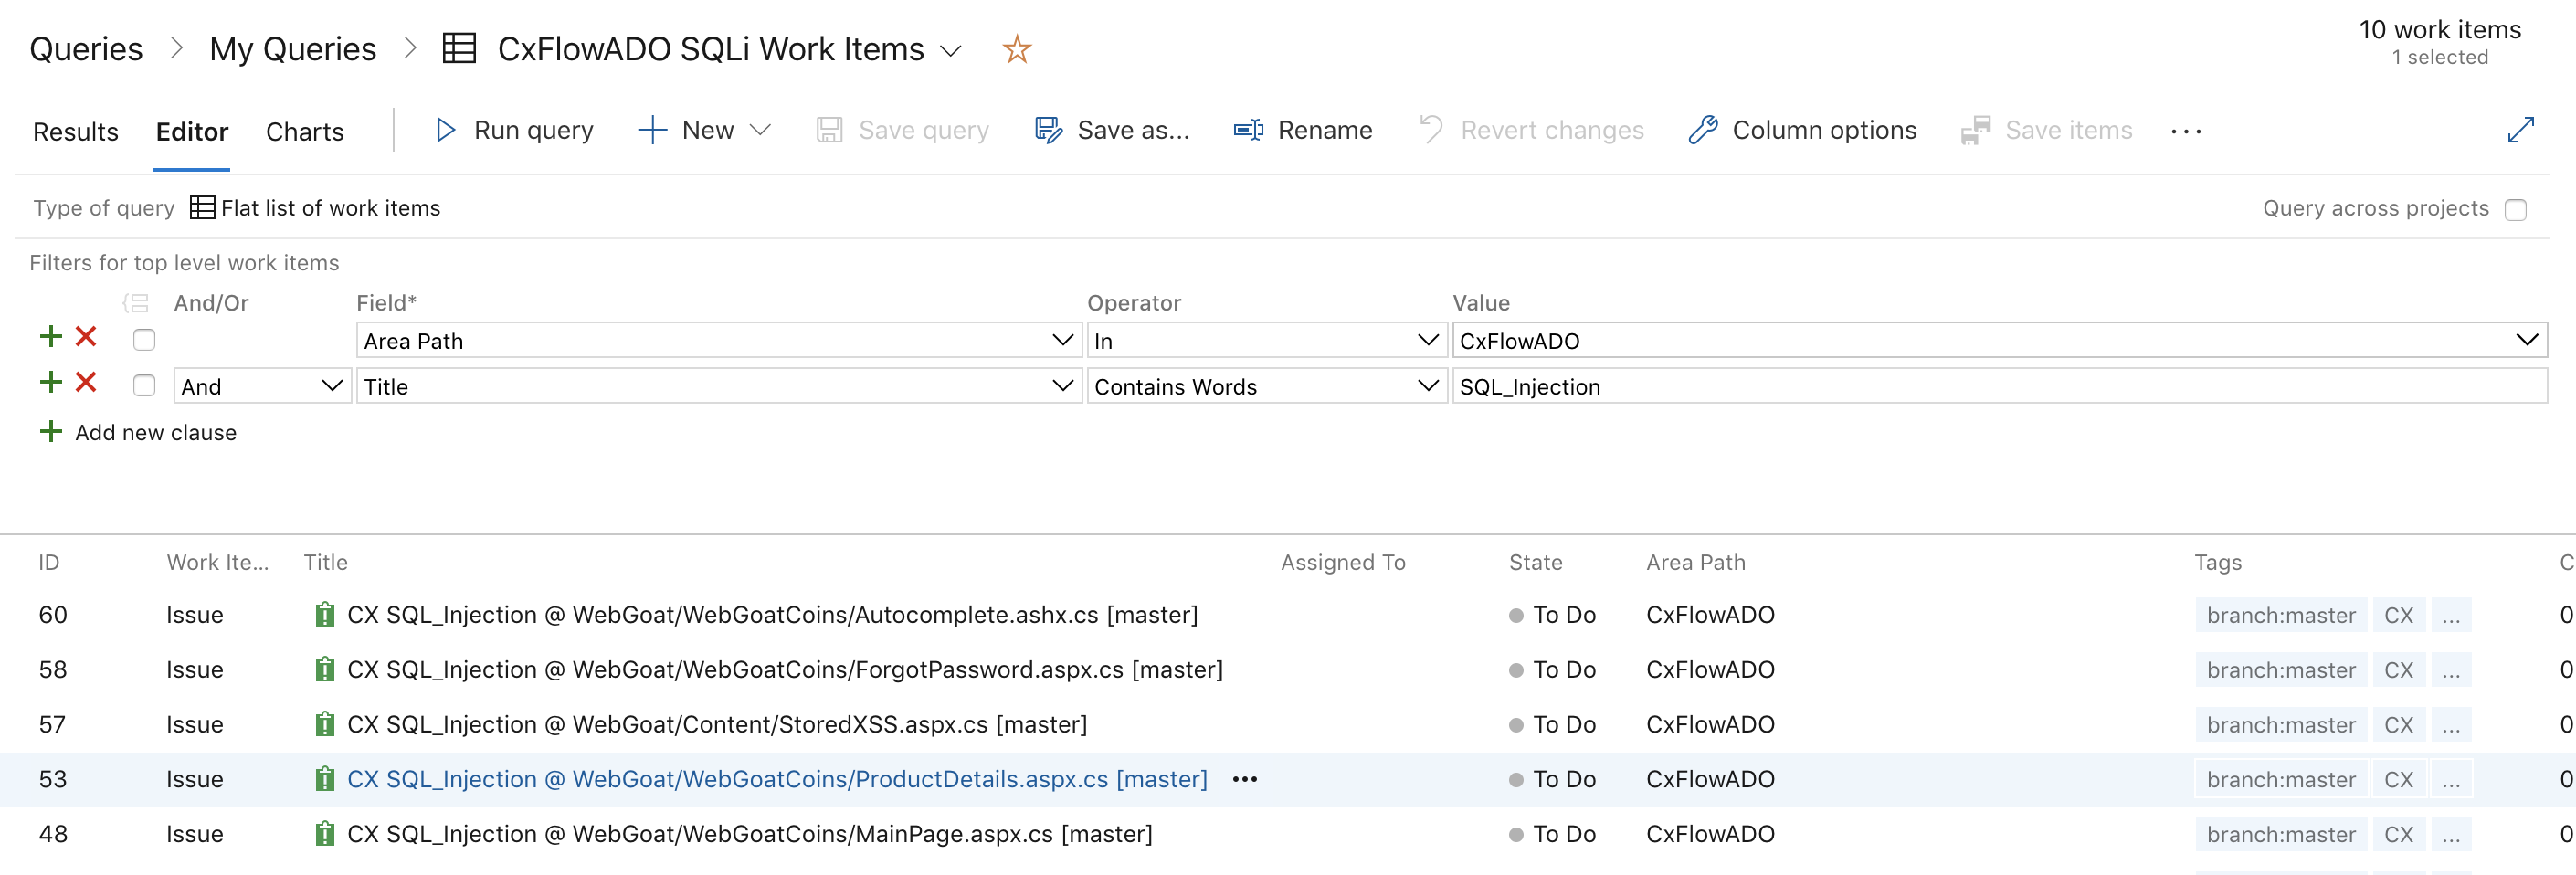 Queries > My Queries > CxFlowADO SQLi Work Items
10 work items
1 selected
Results Editor Charts Run query New Save query Save as... Rename Revert changes Column options Save items ...
Type of query Flat list of work items Query across projects
Filters for top level work items
And/Or Field* Operator Value
Area Path In CxFlowADO
And Title Contains Words SQL_Injection
Add new clause
ID Work Ite... Title Assigned To State Area Path Tags C
60 Issue CX SQL_Injection @ WebGoat/WebGoatCoins/Autocomplete.ashx.cs [master] To Do CxFlowADO branch:master CX ... 0
58 Issue CX SQL_Injection @ WebGoat/WebGoatCoins/ForgotPassword.aspx.cs [master] To Do CxFlowADO branch:master CX ... 0
57 Issue CX SQL_Injection @ WebGoat/Content/StoredXSS.aspx.cs [master] To Do CxFlowADO branch:master CX ... 0
53 Issue CX SQL_Injection @ WebGoat/WebGoatCoins/ProductDetails.aspx.cs [master] ... To Do CxFlowADO branch:master CX ... 0
48 Issue CX SQL_Injection @ WebGoat/WebGoatCoins/MainPage.aspx.cs [master] To Do CxFlowADO branch:master CX ... 0